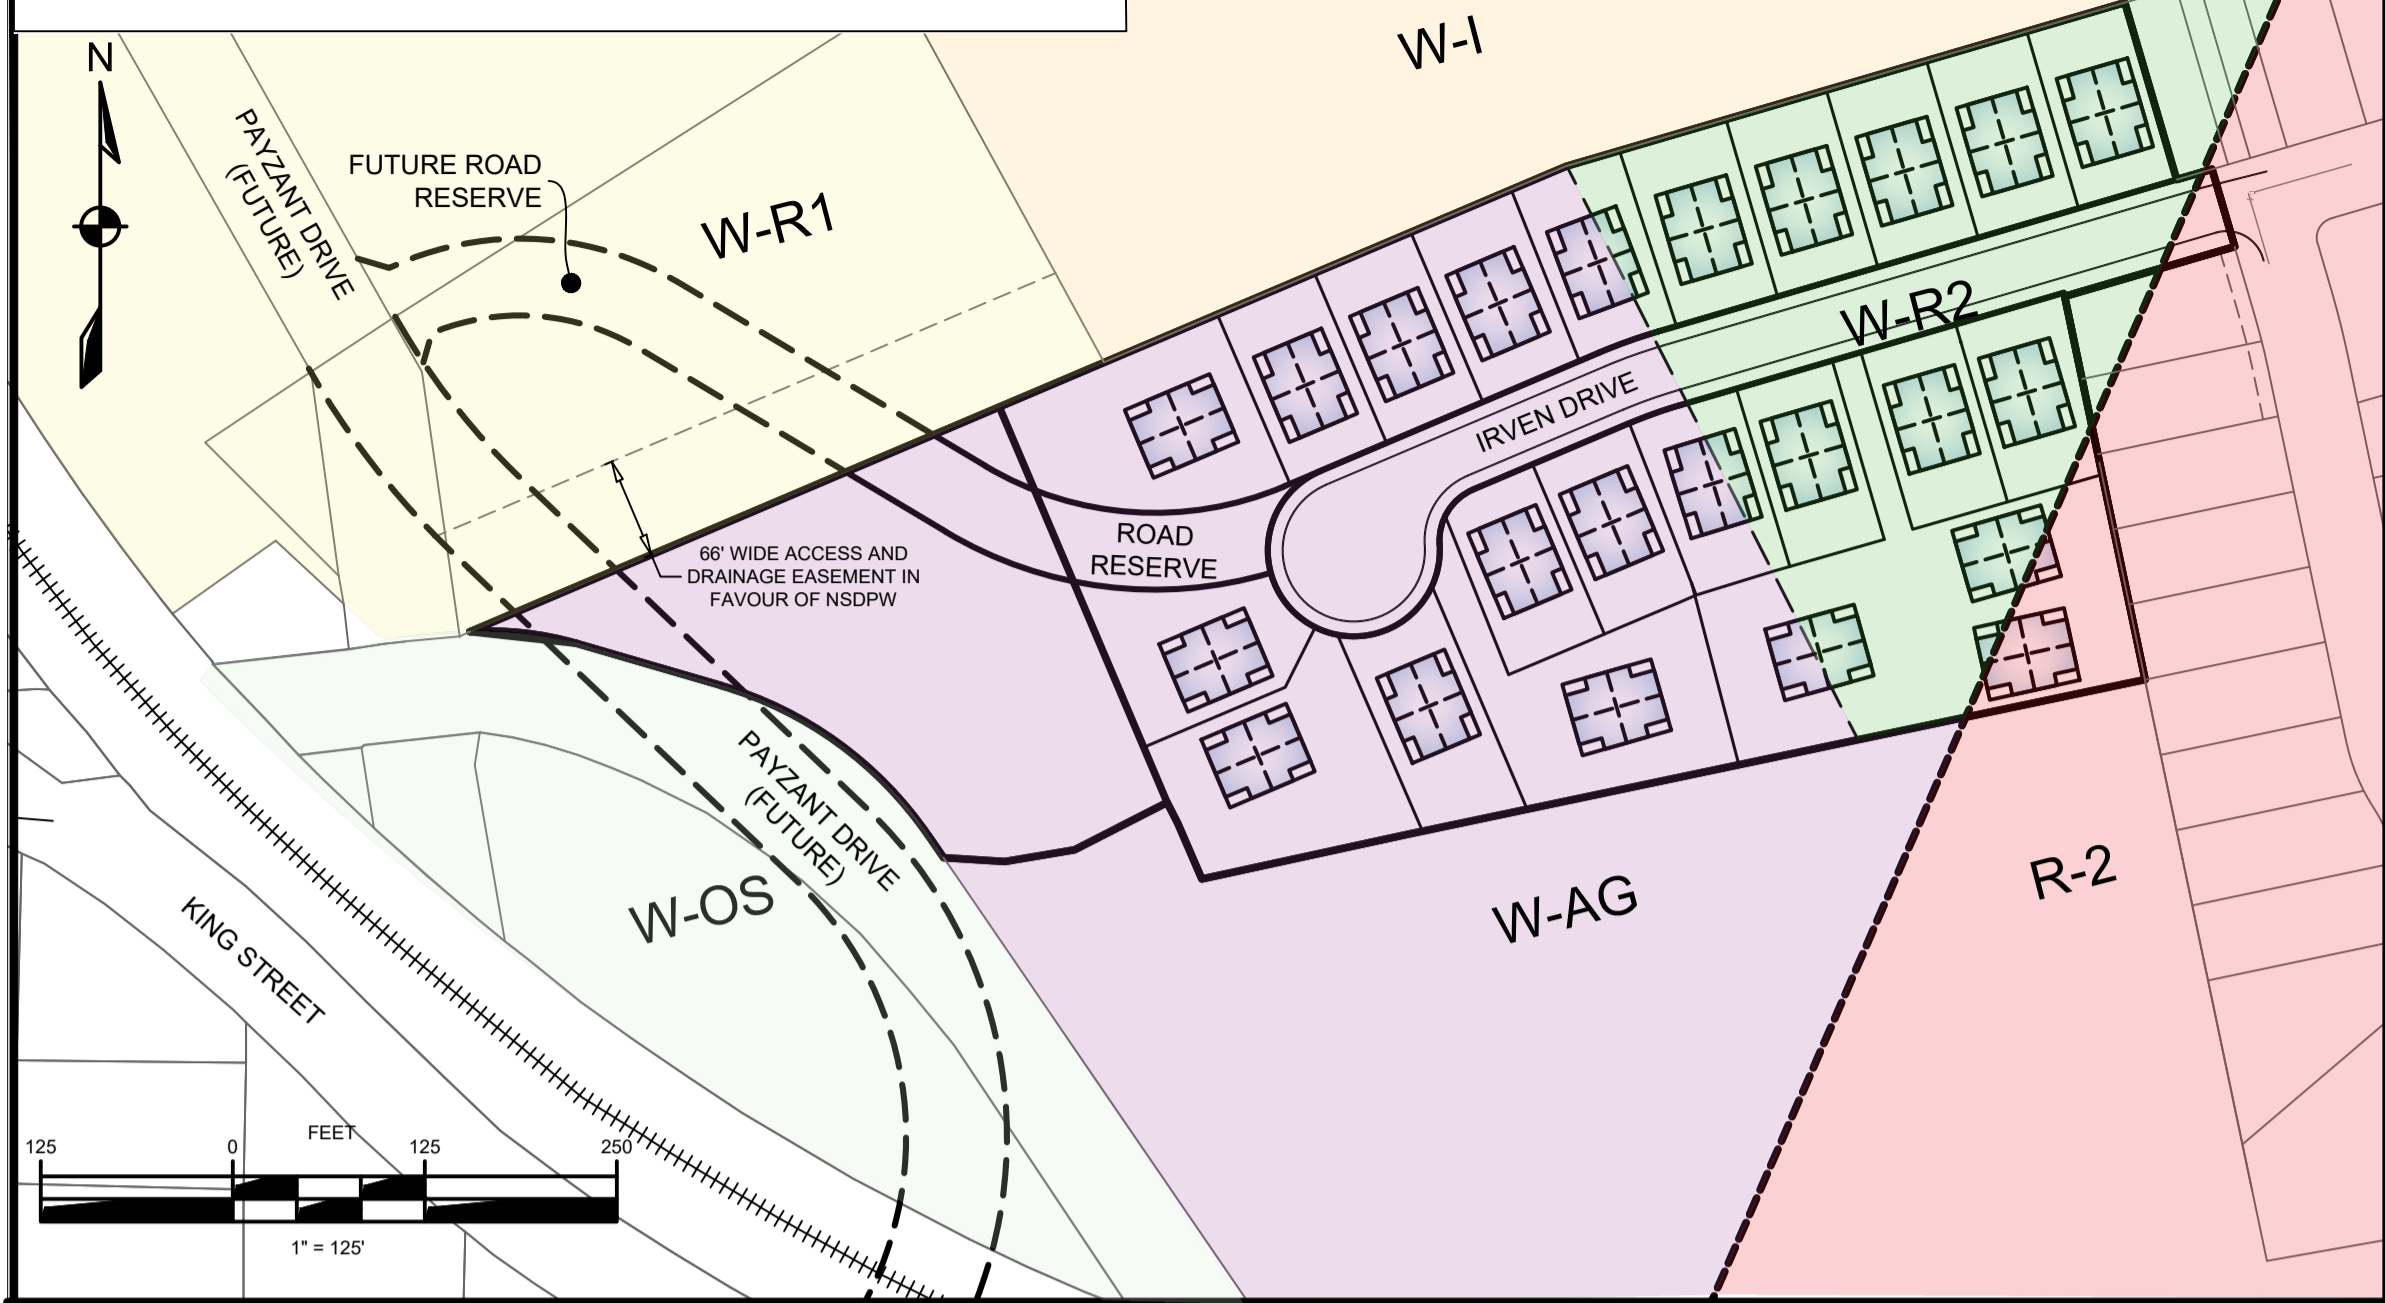 W-I
N
PAYZANT DRIVE
(FUTURE)
FUTURE ROAD
RESERVE
W-R1
W-R2
IRVEN DRIVE
ROAD
RESERVE
66' WIDE ACCESS AND
DRAINAGE EASEMENT IN
FAVOUR OF NSDPW
PAYZANT DRIVE
(FUTURE)
W-OS
W-AG
R-2
KING STREET
FEET
125 0 125 250
1" = 125'